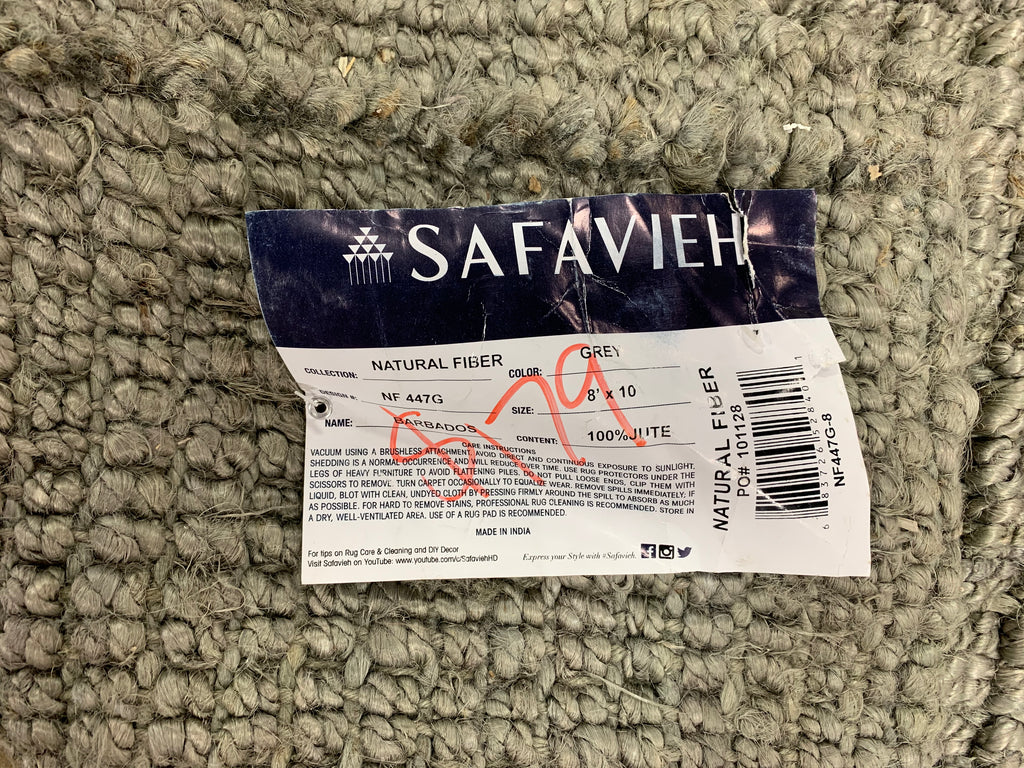 SAFAVIEH
COLLECTION: NATURAL FIBER COLOR: GREY
DESIGN #: NF 447G SIZE: 8' x 10
NAME: BARBADOS CONTENT: 100%JUTE
$79
CARE INSTRUCTIONS
VACUUM USING A BRUSHLESS ATTACHMENT, AVOID DIRECT AND CONTINUOUS EXPOSURE TO SUNLIGHT.
SHEDDING IS A NORMAL OCCURRENCE AND WILL REDUCE OVER TIME. USE RUG PROTECTORS UNDER THE
LEGS OF HEAVY FURNITURE TO AVOID FLATTENING PILES. DO NOT PULL LOOSE ENDS, CLIP THEM WITH
SCISSORS TO REMOVE. TURN CARPET OCCASIONALLY TO EQUALIZE WEAR. REMOVE SPILLS IMMEDIATELY: IF
LIQUID, BLOT WITH CLEAN, UNDYED CLOTH BY PRESSING FIRMLY AROUND THE SPILL TO ABSORB AS MUCH
AS POSSIBLE. FOR HARD TO REMOVE STAINS, PROFESSIONAL RUG CLEANING IS RECOMMENDED. STORE IN
A DRY, WELL-VENTILATED AREA. USE OF A RUG PAD IS RECOMMENDED.
MADE IN INDIA
For tips on Rug Care & Cleaning and DIY Decor
Visit Safavieh on YouTube: www.youtube.com/c/SafaviehHD
Express your Style with #Safavieh.
NATURAL FIBER
PO# 101128
NF447G-8